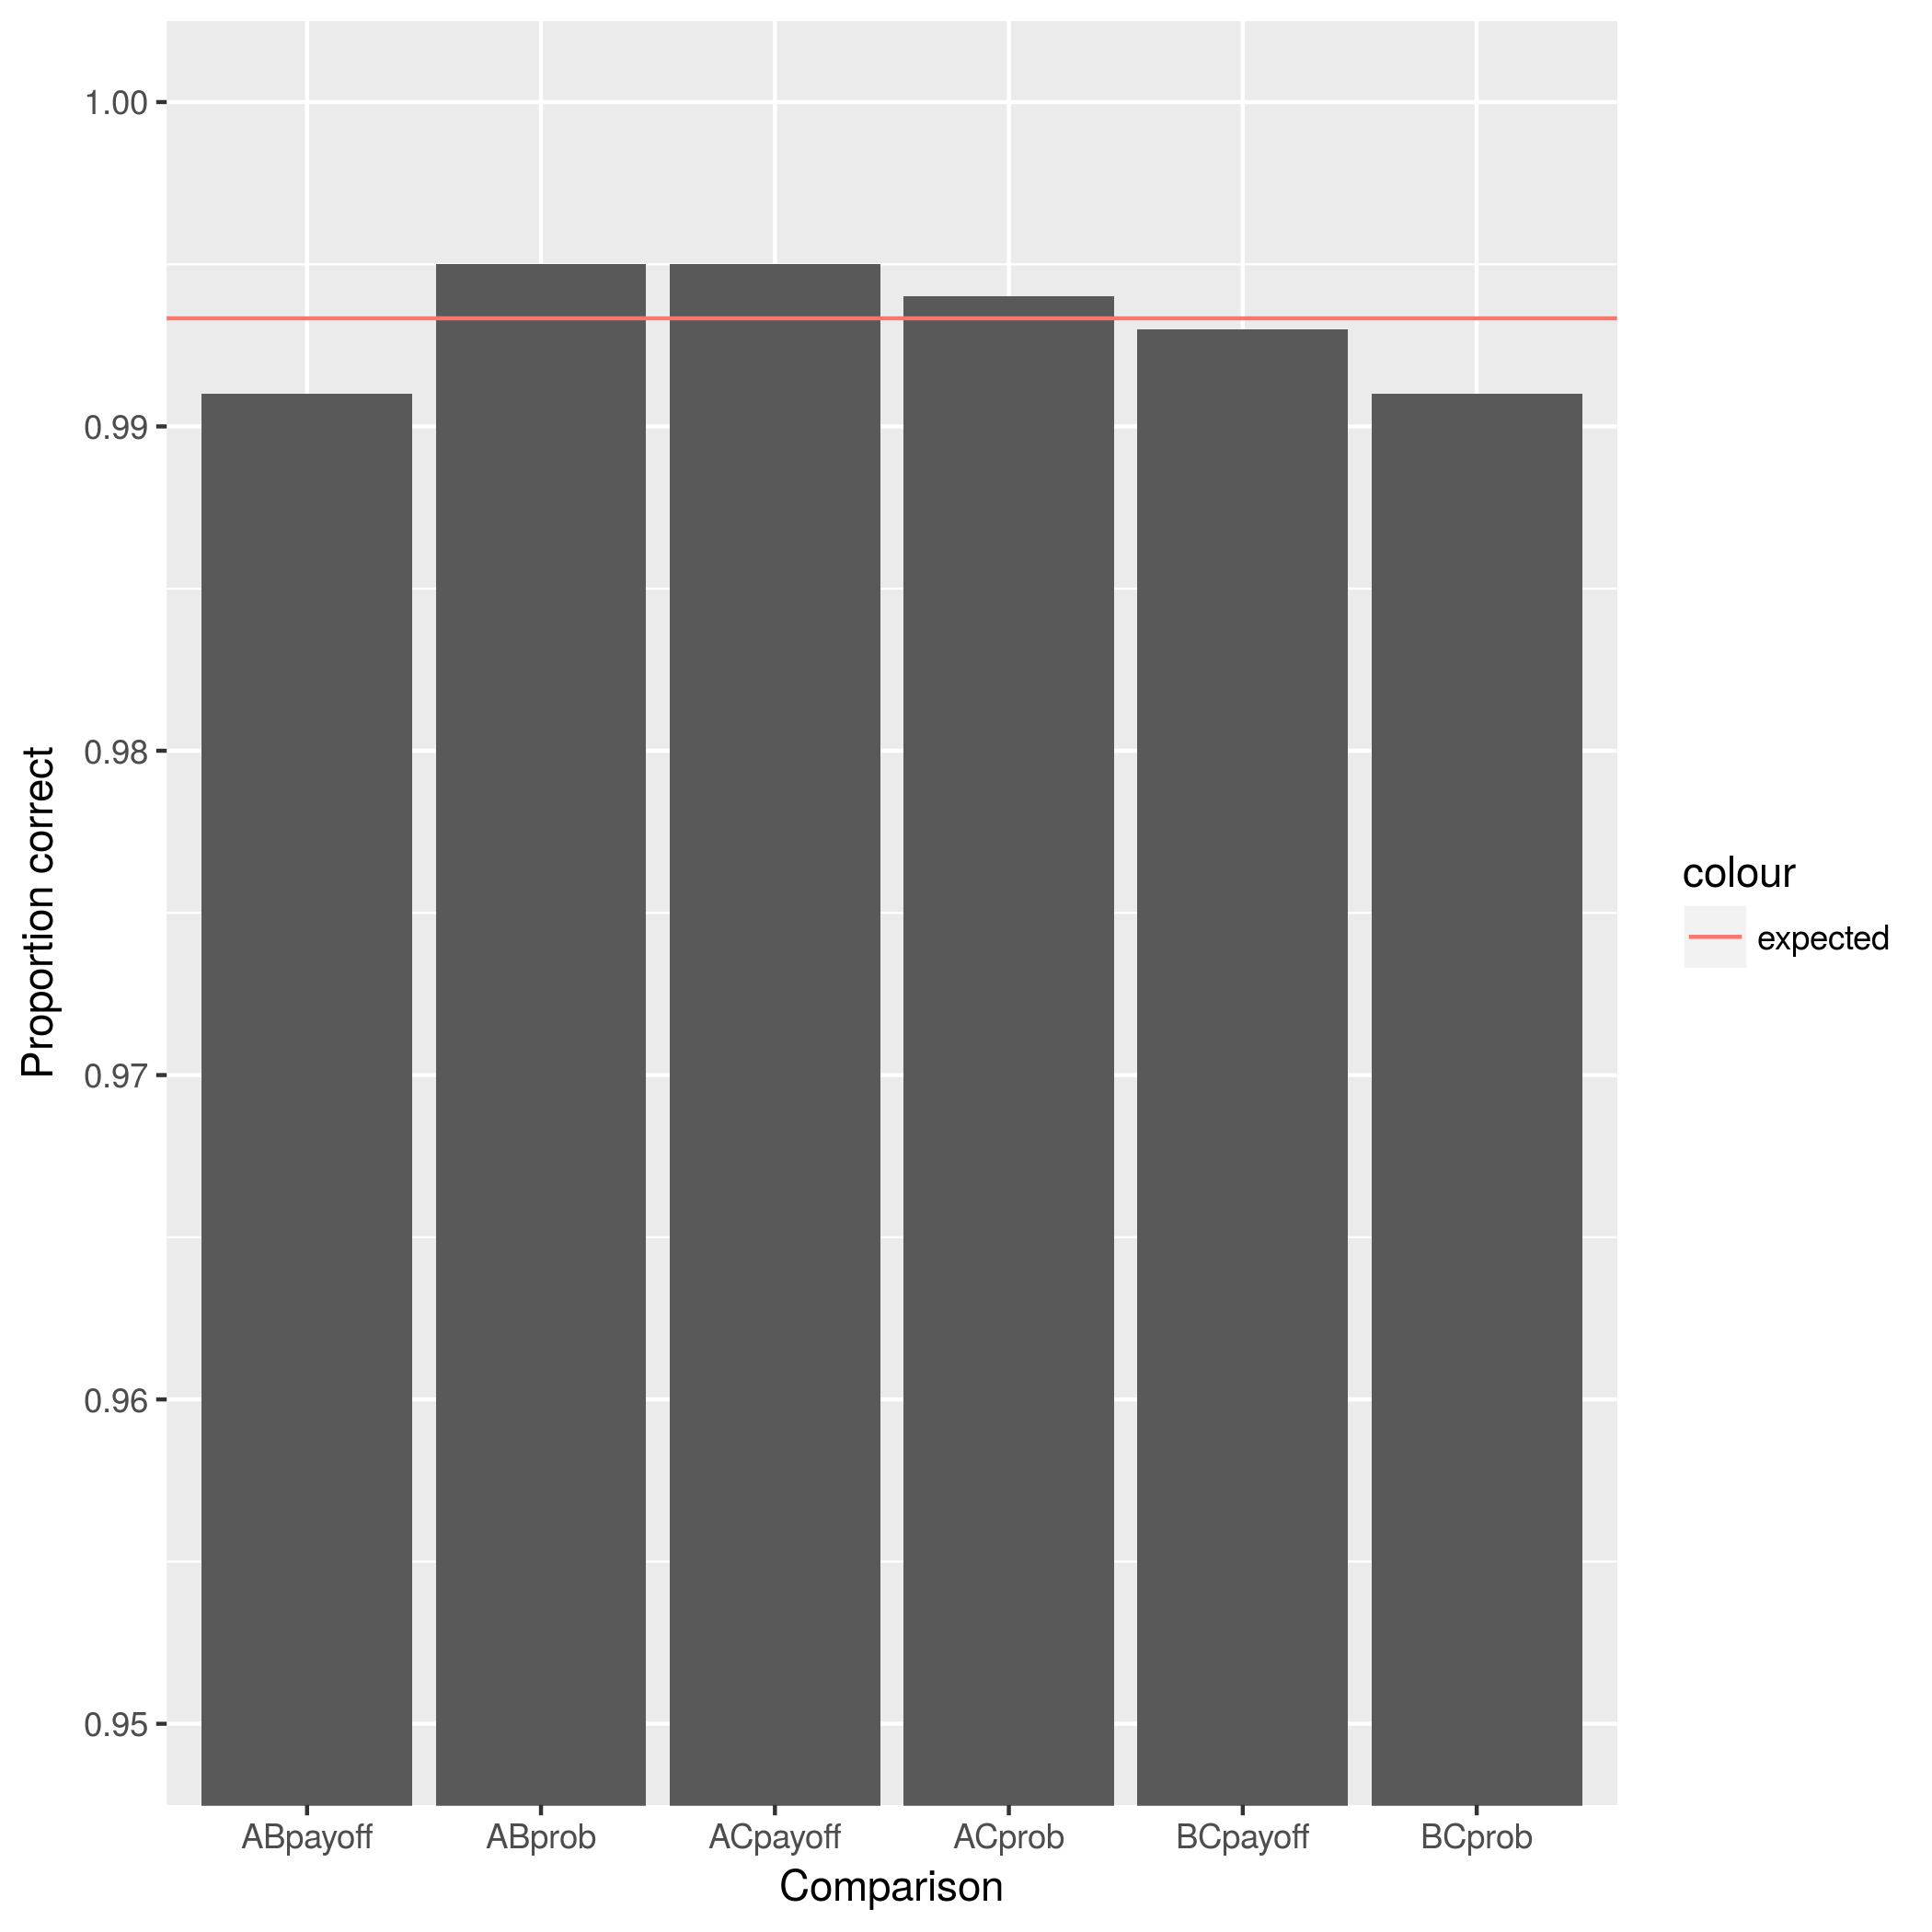 1.00
0.99
0.98
0.97
0.96
0.95
Proportion correct
ABpayoff
ABprob
ACpayoff
ACprob
BCpayoff
BCprob
Comparison
colour
expected